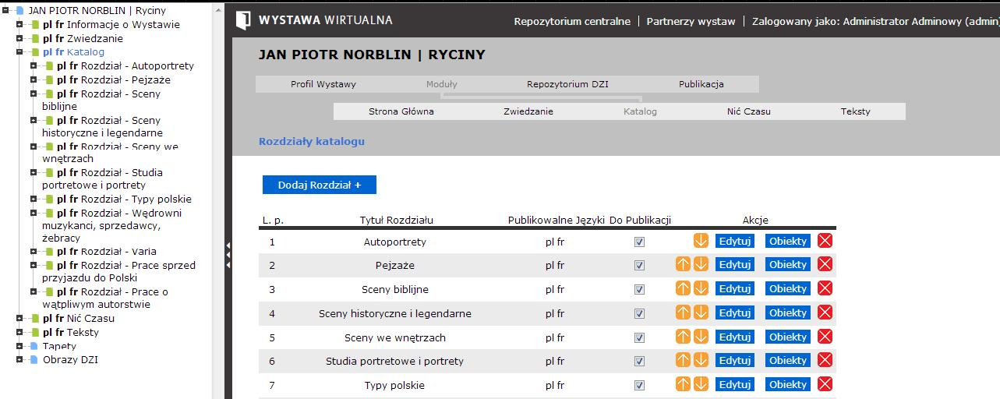 JAN PIOTR NORBLIN | Ryciny
pl fr Informacje o Wystawie
pl fr Zwiedzanie
pl fr Katalog
pl fr Rozdział - Autoportrety
pl fr Rozdział - Pejzaże
pl fr Rozdział - Sceny
biblijne
pl fr Rozdział - Sceny
historyczne i legendarne
pl fr Rozdział - Sceny we
wnętrzach
pl fr Rozdział - Studia
portretowe i portrety
pl fr Rozdział - Typy polskie
pl fr Rozdział - Wędrowni
muzykanci, sprzedawcy,
żebracy
pl fr Rozdział - Varia
pl fr Rozdział - Prace sprzed
przyjazdu do Polski
pl fr Rozdział - Prace o
wątpliwym autorstwie
pl fr Nić Czasu
pl fr Teksty
Tapety
Obrazy DZI
WYSTAWA WIRTUALNA
Repozytorium centralne | Partnerzy wystaw | Zalogowany jako: Administrator Adminowy (admin)
JAN PIOTR NORBLIN | RYCINY
Profil Wystawy Moduły Repozytorium DZI Publikacja
Strona Główna Zwiedzanie Katalog Nić Czasu Teksty
Rozdziały katalogu
Dodaj Rozdział +
L. p. Tytuł Rozdziału Publikowalne Języki Do Publikacji Akcje
1 Autoportrety pl fr Edytuj Obiekty
2 Pejzaże pl fr Edytuj Obiekty
3 Sceny biblijne pl fr Edytuj Obiekty
4 Sceny historyczne i legendarne pl fr Edytuj Obiekty
5 Sceny we wnętrzach pl fr Edytuj Obiekty
6 Studia portretowe i portrety pl fr Edytuj Obiekty
7 Typy polskie pl fr Edytuj Obiekty